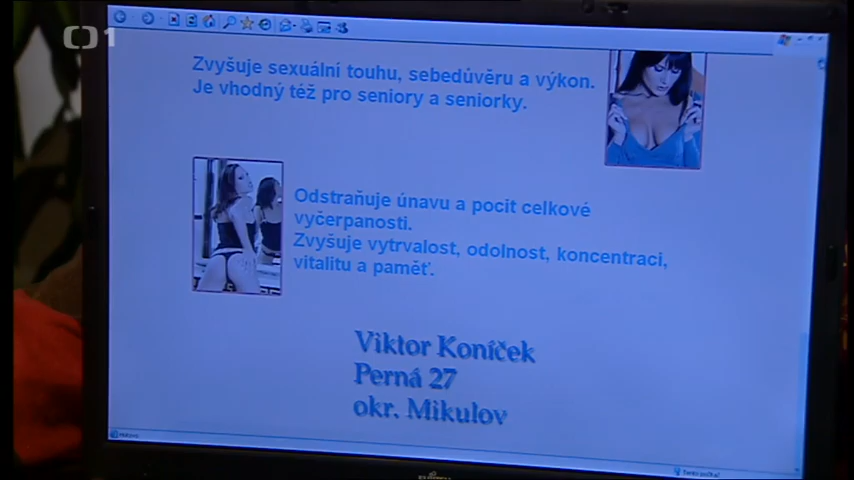 ČT1
Zvyšuje sexuální touhu, sebedůvěru a výkon.
Je vhodný též pro seniory a seniorky.
Odstraňuje únavu a pocit celkové
vyčerpanosti.
Zvyšuje vytrvalost, odolnost, koncentraci,
vitalitu a paměť.
Viktor Koníček
Perná 27
okr. Mikulov
Hotovo